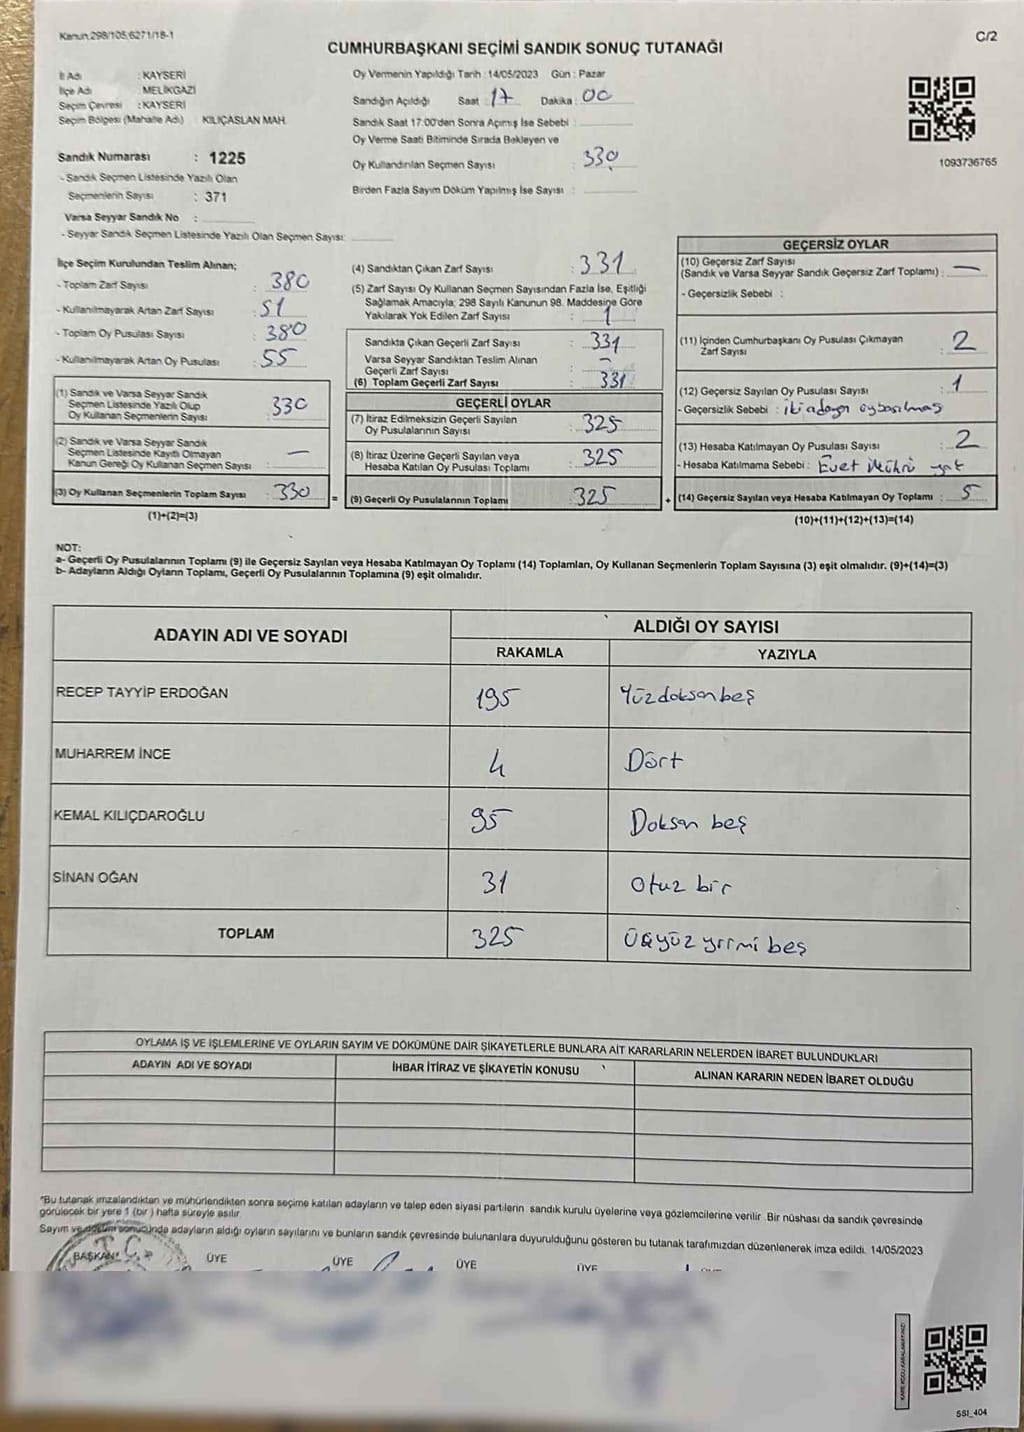 Kanun,298/105,6271/18-1
C/2
CUMHURBAŞKANI SEÇİMİ SANDIK SONUÇ TUTANAĞI
İl Adı : KAYSERİ
İlçe Adı : MELİKGAZİ
Seçim Çevresi : KAYSERİ
Seçim Bölgesi (Mahalle Adı) KILIÇASLAN MAH.
Sandık Numarası : 1225
- Sandık Seçmen Listesinde Yazılı Olan
Seçmenlerin Sayısı : 371
Varsa Seyyar Sandık No :
- Seyyar Sandık Seçmen Listesinde Yazılı Olan Seçmen Sayısı:
Oy Vermenin Yapıldığı Tarih : 14/05/2023 Gün : Pazar
Sandığın Açıldığı Saat : 17 Dakika : 00
Sandık Saat 17:00'den Sonra Açımış İse Sebebi :
Oy Verme Saati Bitiminde Sırada Bekleyen ve
Oy Kullandırılan Seçmen Sayısı : 330
Birden Fazla Sayım Döküm Yapılmış İse Sayısı :
1093736765
İlçe Seçim Kurulundan Teslim Alınan;
- Toplam Zarf Sayısı : 380
- Kullanılmayarak Artan Zarf Sayısı : 51
- Toplam Oy Pusulası Sayısı : 380
- Kullanılmayarak Artan Oy Pusulası : 55
(1) Sandık ve Varsa Seyyar Sandık
Seçmen Listesinde Yazılı Olup
Oy Kullanan Seçmenlerin Sayısı : 330
(2) Sandık ve Varsa Seyyar Sandık
Seçmen Listesinde Kayıtlı Olmayan
Kanun Gereği Oy Kullanan Seçmen Sayısı : —
(3) Oy Kullanan Seçmenlerin Toplam Sayısı : 330
(1)+(2)=(3)
(4) Sandıktan Çıkan Zarf Sayısı : 331
(5) Zarf Sayısı Oy Kullanan Seçmen Sayısından Fazla İse, Eşitliği
Sağlamak Amacıyla; 298 Sayılı Kanunun 98. Maddesine Göre
Yakılarak Yok Edilen Zarf Sayısı : 1
Sandıkta Çıkan Geçerli Zarf Sayısı : 331
Varsa Seyyar Sandıktan Teslim Alınan
Geçerli Zarf Sayısı : —
(6) Toplam Geçerli Zarf Sayısı : 331
GEÇERLİ OYLAR
(7) İtiraz Edilmeksizin Geçerli Sayılan
Oy Pusulalarının Sayısı : 325
(8) İtiraz Üzerine Geçerli Sayılan veya
Hesaba Katılan Oy Pusulası Toplamı : 325
= (9) Geçerli Oy Pusulalarının Toplamı : 325
GEÇERSİZ OYLAR
(10) Geçersiz Zarf Sayısı
(Sandık ve Varsa Seyyar Sandık Geçersiz Zarf Toplamı) : —
- Geçersizlik Sebebi :
(11) İçinden Cumhurbaşkanı Oy Pusulası Çıkmayan
Zarf Sayısı : 2
(12) Geçersiz Sayılan Oy Pusulası Sayısı : 1
- Geçersizlik Sebebi : iki adaya oy basılmış
(13) Hesaba Katılmayan Oy Pusulası Sayısı : 2
- Hesaba Katılmama Sebebi : Evet Mührü yok
+ (14) Geçersiz Sayılan veya Hesaba Katılmayan Oy Toplamı : 5
(10)+(11)+(12)+(13)=(14)
NOT:
a- Geçerli Oy Pusulalarının Toplamı (9) ile Geçersiz Sayılan veya Hesaba Katılmayan Oy Toplamı (14) Toplamları, Oy Kullanan Seçmenlerin Toplam Sayısına (3) eşit olmalıdır. (9)+(14)=(3)
b- Adayların Aldığı Oyların Toplamı, Geçerli Oy Pusulalarının Toplamına (9) eşit olmalıdır.
ADAYIN ADI VE SOYADI ALDIĞI OY SAYISI
RAKAMLA YAZIYLA
RECEP TAYYİP ERDOĞAN 195 Yüzdoksanbeş
MUHARREM İNCE 4 Dört
KEMAL KILIÇDAROĞLU 95 Doksan beş
SİNAN OĞAN 31 Otuz bir
TOPLAM 325 Üçyüz yirmi beş
OYLAMA İŞ VE İŞLEMLERİNE VE OYLARIN SAYIM VE DÖKÜMÜNE DAİR ŞİKAYETLERLE BUNLARA AİT KARARLARIN NELERDEN İBARET BULUNDUKLARI
ADAYIN ADI VE SOYADI İHBAR İTİRAZ VE ŞİKAYETİN KONUSU ALINAN KARARIN NEDEN İBARET OLDUĞU
*Bu tutanak imzalandıktan ve mühürlendikten sonra seçime katılan adayların ve talep eden siyasi partilerin sandık kurulu üyelerine veya gözlemcilerine verilir. Bir nüshası da sandık çevresinde
görülecek bir yere 1 (bir) hafta süreyle asılır.
Sayım ve döküm sonucunda adayların aldığı oyların sayılarını ve bunların sandık çevresinde bulunanlara duyurulduğunu gösteren bu tutanak tarafımızdan düzenlenerek imza edildi. 14/05/2023
BAŞKAN ÜYE ÜYE ÜYE ÜYE
T.C.
KARE KODU KARALAMAYINIZ!
SSI_404